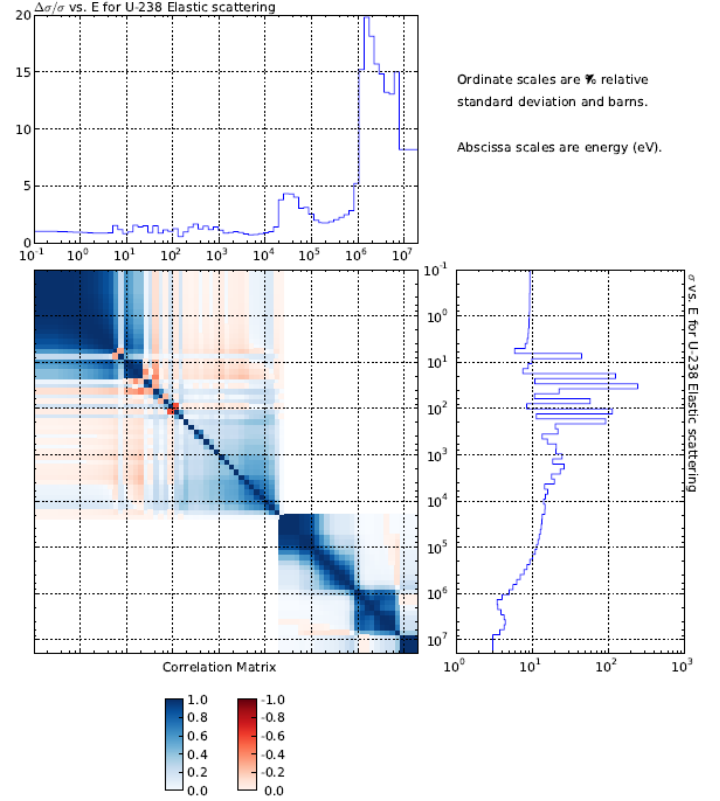 Δσ/σ vs. E for U-238 Elastic scattering
20
15
10
5
0
10⁻¹ 10⁰ 10¹ 10² 10³ 10⁴ 10⁵ 10⁶ 10⁷
Ordinate scales are % relative
standard deviation and barns.
Abscissa scales are energy (eV).
σ vs. E for U-238 Elastic scattering
10⁻¹
10⁰
10¹
10²
10³
10⁴
10⁵
10⁶
10⁷
10⁰ 10¹ 10² 10³
Correlation Matrix
1.0 -1.0
0.8 -0.8
0.6 -0.6
0.4 -0.4
0.2 -0.2
0.0 0.0